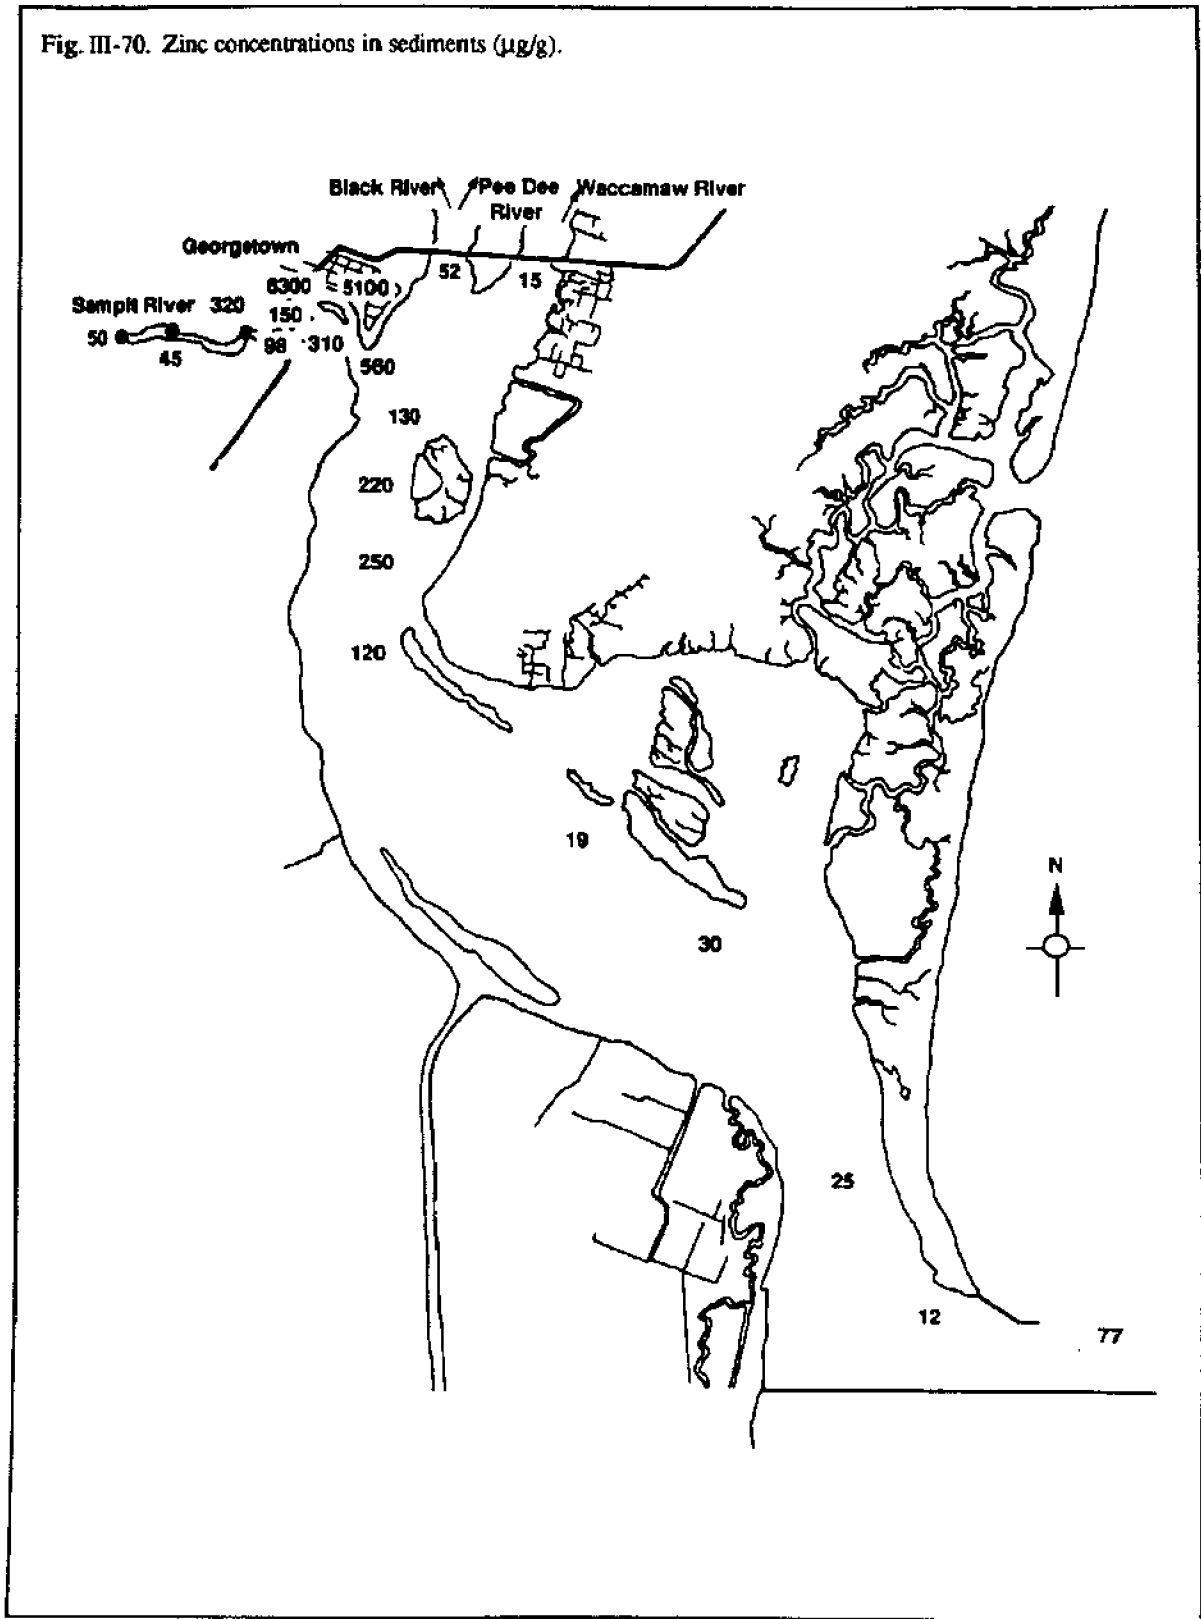 Fig. III-70. Zinc concentrations in sediments (µg/g).
Black River Pee Dee Waccamaw River
River
Georgetown
52 15
6300 5100
Sampit River 320
150
50 98 310
45
560
130
220
250
120
19
30
N
25
12
77